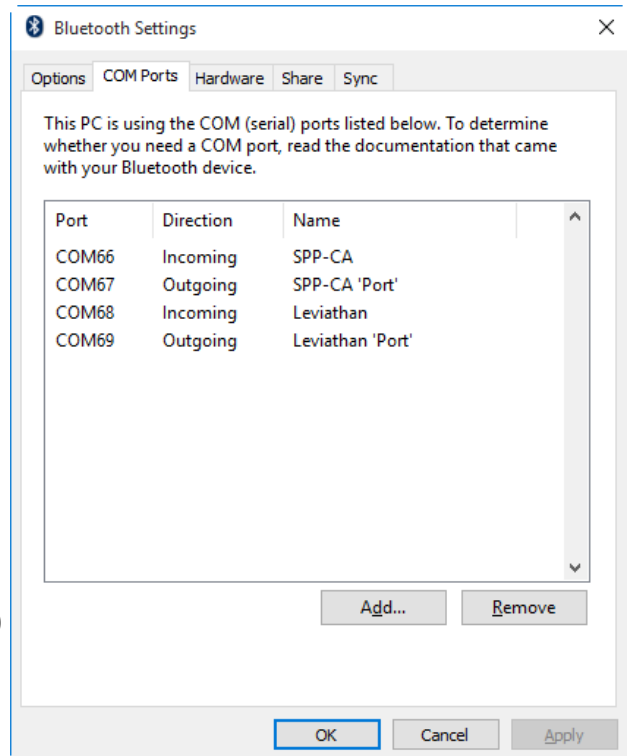 Bluetooth Settings
Options COM Ports Hardware Share Sync
This PC is using the COM (serial) ports listed below. To determine
whether you need a COM port, read the documentation that came
with your Bluetooth device.
Port Direction Name
COM66 Incoming SPP-CA
COM67 Outgoing SPP-CA 'Port'
COM68 Incoming Leviathan
COM69 Outgoing Leviathan 'Port'
Add... Remove
OK Cancel Apply